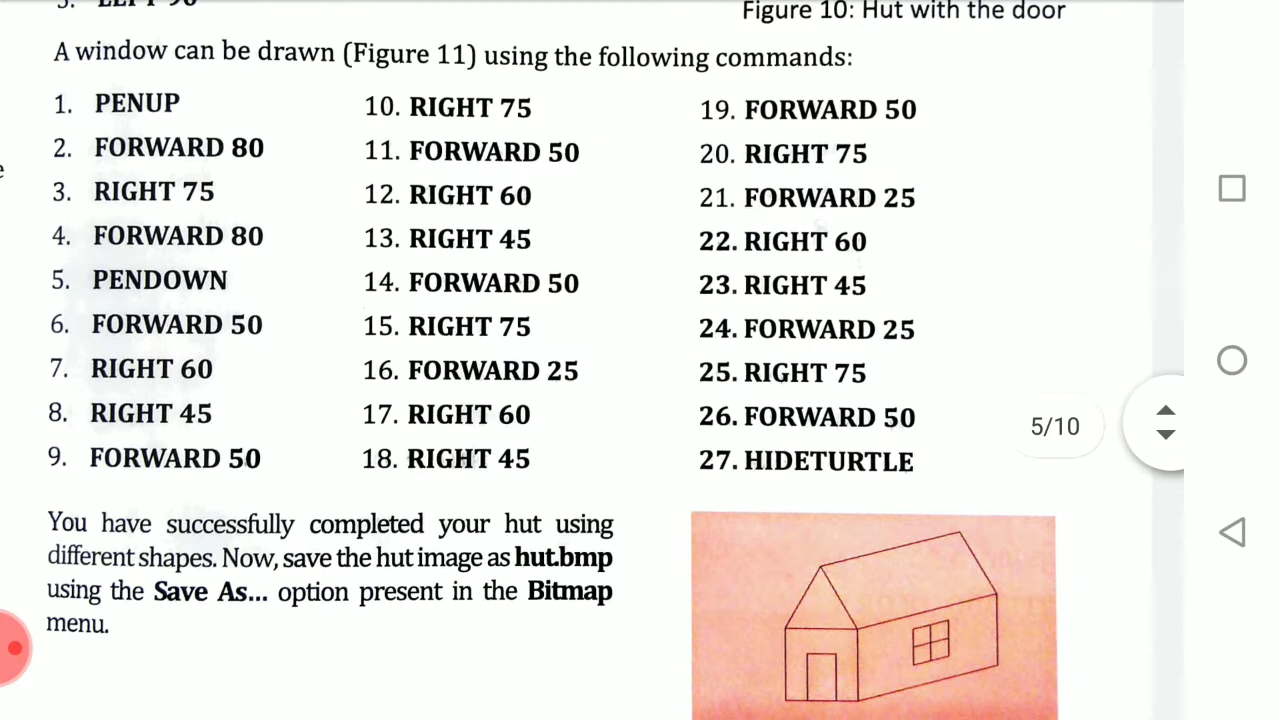 Figure 10: Hut with the door
A window can be drawn (Figure 11) using the following commands:
1. PENUP
2. FORWARD 80
3. RIGHT 75
4. FORWARD 80
5. PENDOWN
6. FORWARD 50
7. RIGHT 60
8. RIGHT 45
9. FORWARD 50
10. RIGHT 75
11. FORWARD 50
12. RIGHT 60
13. RIGHT 45
14. FORWARD 50
15. RIGHT 75
16. FORWARD 25
17. RIGHT 60
18. RIGHT 45
19. FORWARD 50
20. RIGHT 75
21. FORWARD 25
22. RIGHT 60
23. RIGHT 45
24. FORWARD 25
25. RIGHT 75
26. FORWARD 50
27. HIDETURTLE
5/10
You have successfully completed your hut using
different shapes. Now, save the hut image as hut.bmp
using the Save As... option present in the Bitmap
menu.